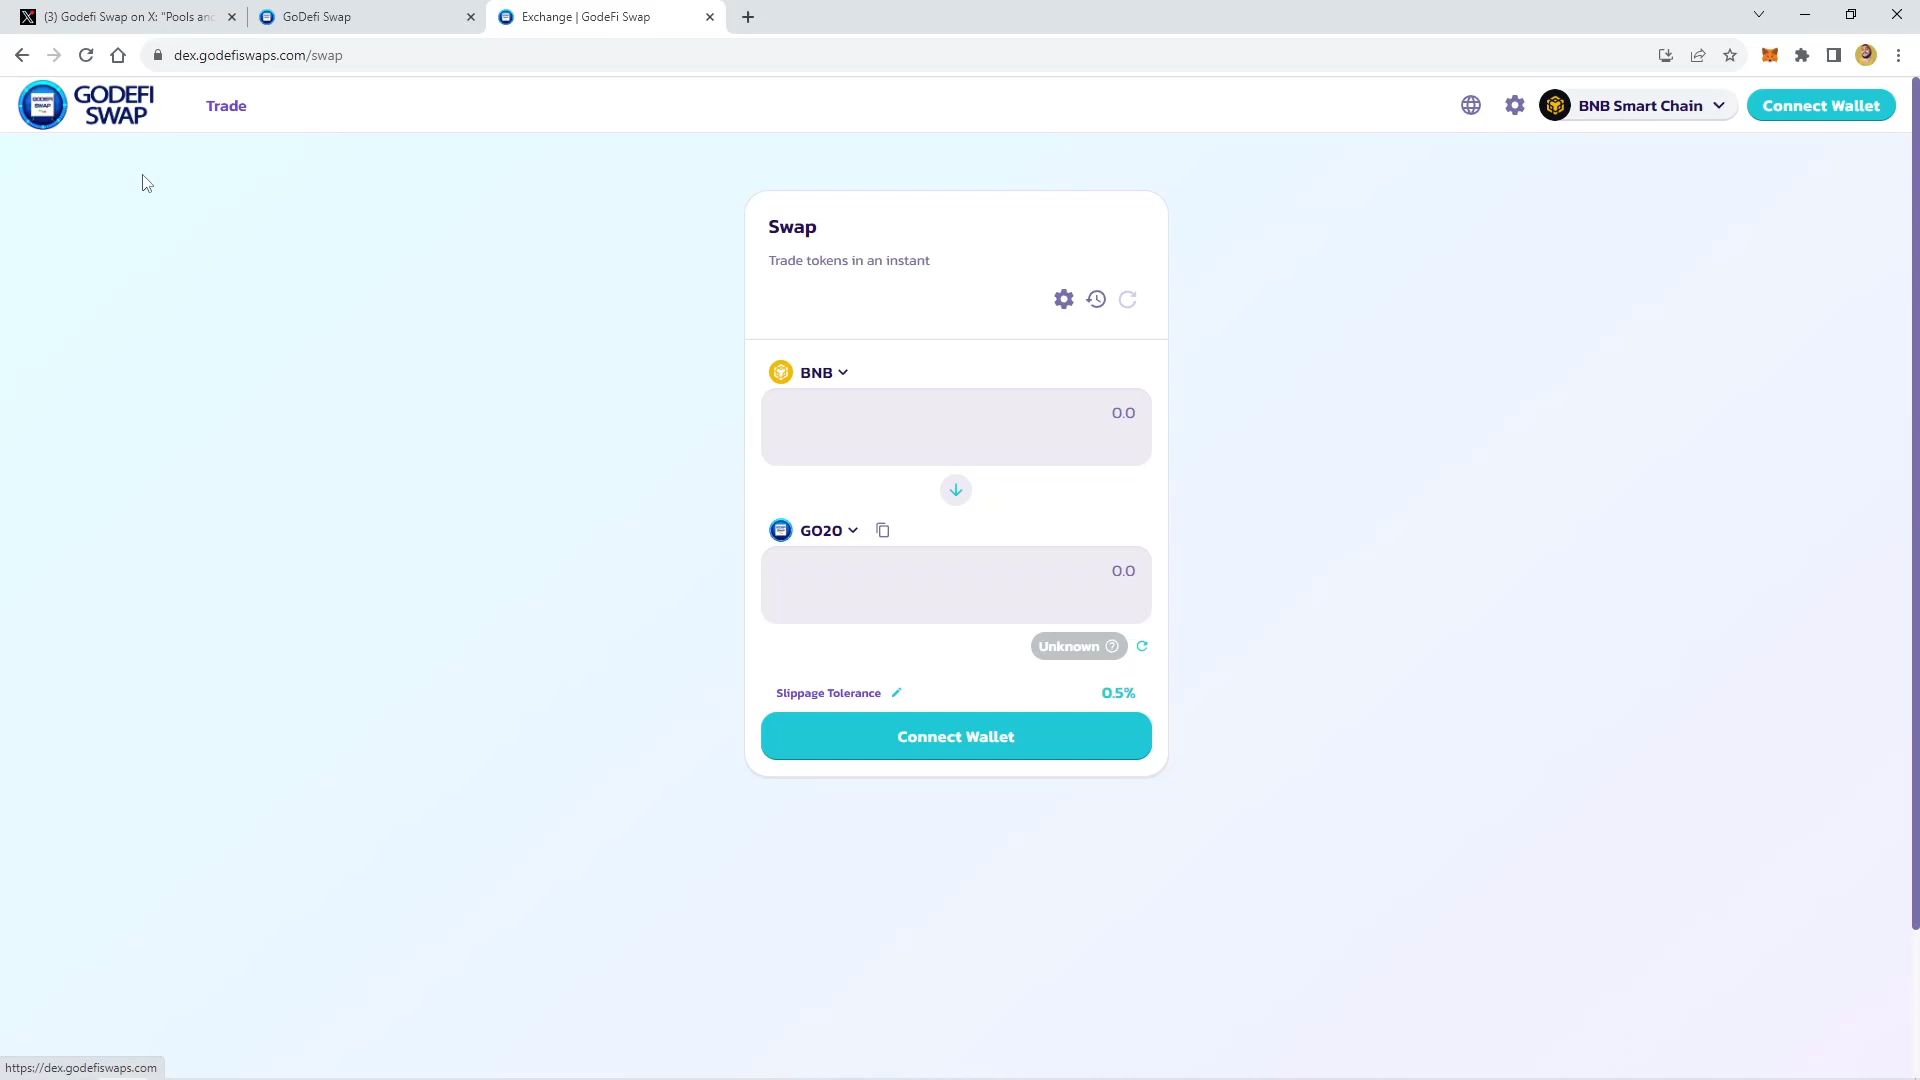 (3) Godefi Swap on X: "Pools an
GoDefi Swap
Exchange | GodeFi Swap
dex.godefiswaps.com/swap
GODEFI
SWAP
Trade
BNB Smart Chain
Connect Wallet
Swap
Trade tokens in an instant
BNB
0.0
GO20
0.0
Unknown
Slippage Tolerance
0.5%
Connect Wallet
https://dex.godefiswaps.com